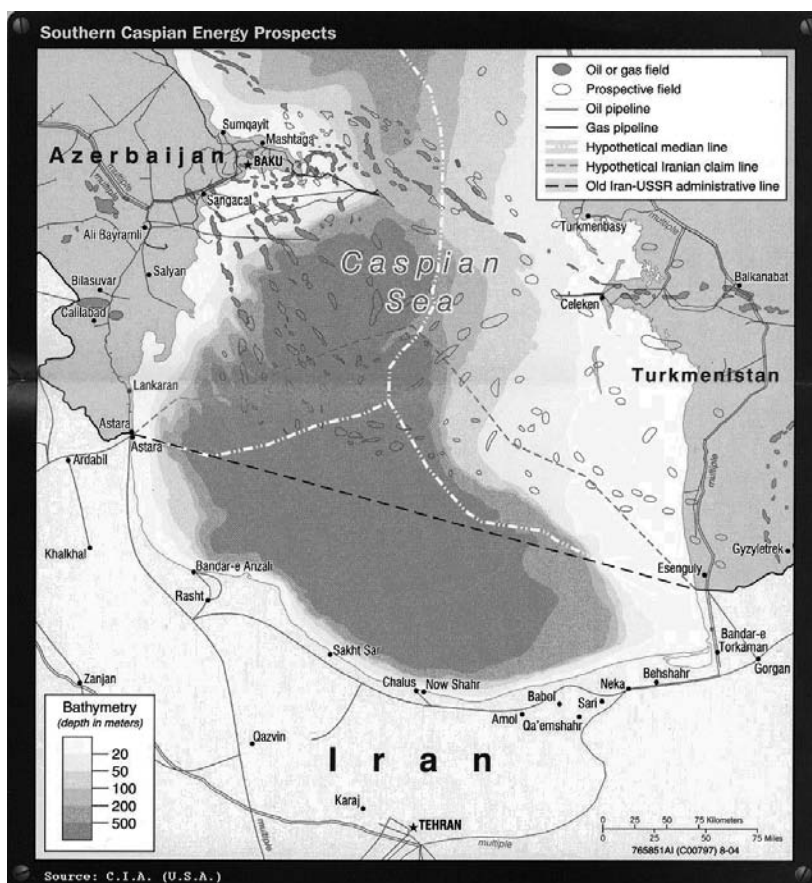 Southern Caspian Energy Prospects
Oil or gas field
Prospective field
Oil pipeline
Gas pipeline
Hypothetical median line
Hypothetical Iranian claim line
Old Iran-USSR administrative line
Sumqayit
Mashtaga
Azerbaijan
BAKU
multiple
Sangacal
Turkmenbasy
multiple
Ali Bayramli
Caspian
Sea
Salyan
Bilasuvar
Balkanabat
Celeken
Calilabad
Turkmenistan
Lankaran
Astara
Astara
Ardabil
multiple
Khalkhal
Gyzyletrek
Bandar-e Anzali
Esenguly
Rasht
Bandar-e
Torkaman
Sakht Sar
Gorgan
Zanjan
Chalus
Now Shahr
Neka
Behshahr
Babol
Sari
Amol
Qa'emshahr
Bathymetry
(depth in meters)
20
50
100
200
500
Qazvin
Iran
Karaj
TEHRAN
multiple
multiple
0 25 50 75 Kilometers
0 25 50 75 Miles
765851AI (C00797) 8-04
Source: C.I.A. (U.S.A.)